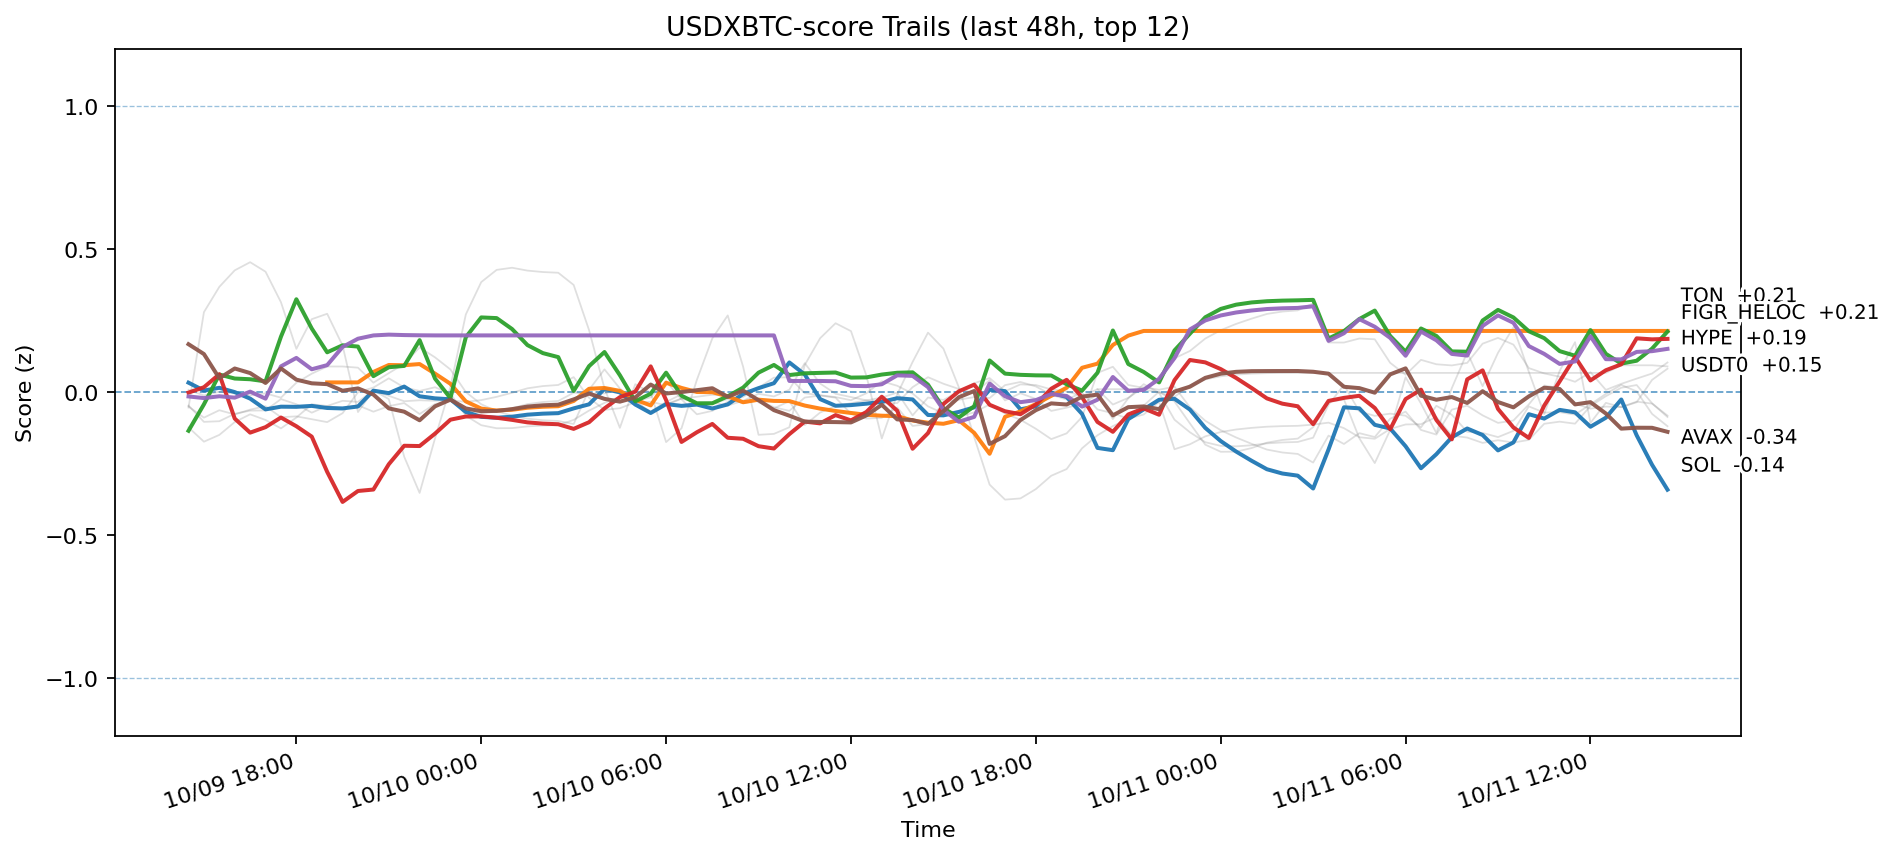 USDXBTC-score Trails (last 48h, top 12)
Score (z)
1.0
0.5
0.0
−0.5
−1.0
TON +0.21
FIGR_HELOC +0.21
HYPE +0.19
USDT0 +0.15
AVAX -0.34
SOL -0.14
10/09 18:00
10/10 00:00
10/10 06:00
10/10 12:00
10/10 18:00
10/11 00:00
10/11 06:00
10/11 12:00
Time